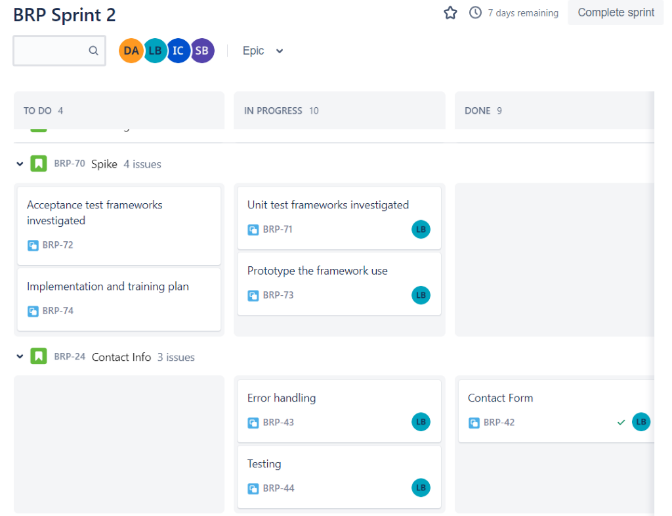 BRP Sprint 2
7 days remaining
Complete sprint
DA LB IC SB
Epic
TO DO 4
IN PROGRESS 10
DONE 9
BRP-70 Spike 4 issues
Acceptance test frameworks
investigated
BRP-72
Implementation and training plan
BRP-74
Unit test frameworks investigated
BRP-71 LB
Prototype the framework use
BRP-73 LB
BRP-24 Contact Info 3 issues
Error handling
BRP-43 LB
Testing
BRP-44 LB
Contact Form
BRP-42 LB